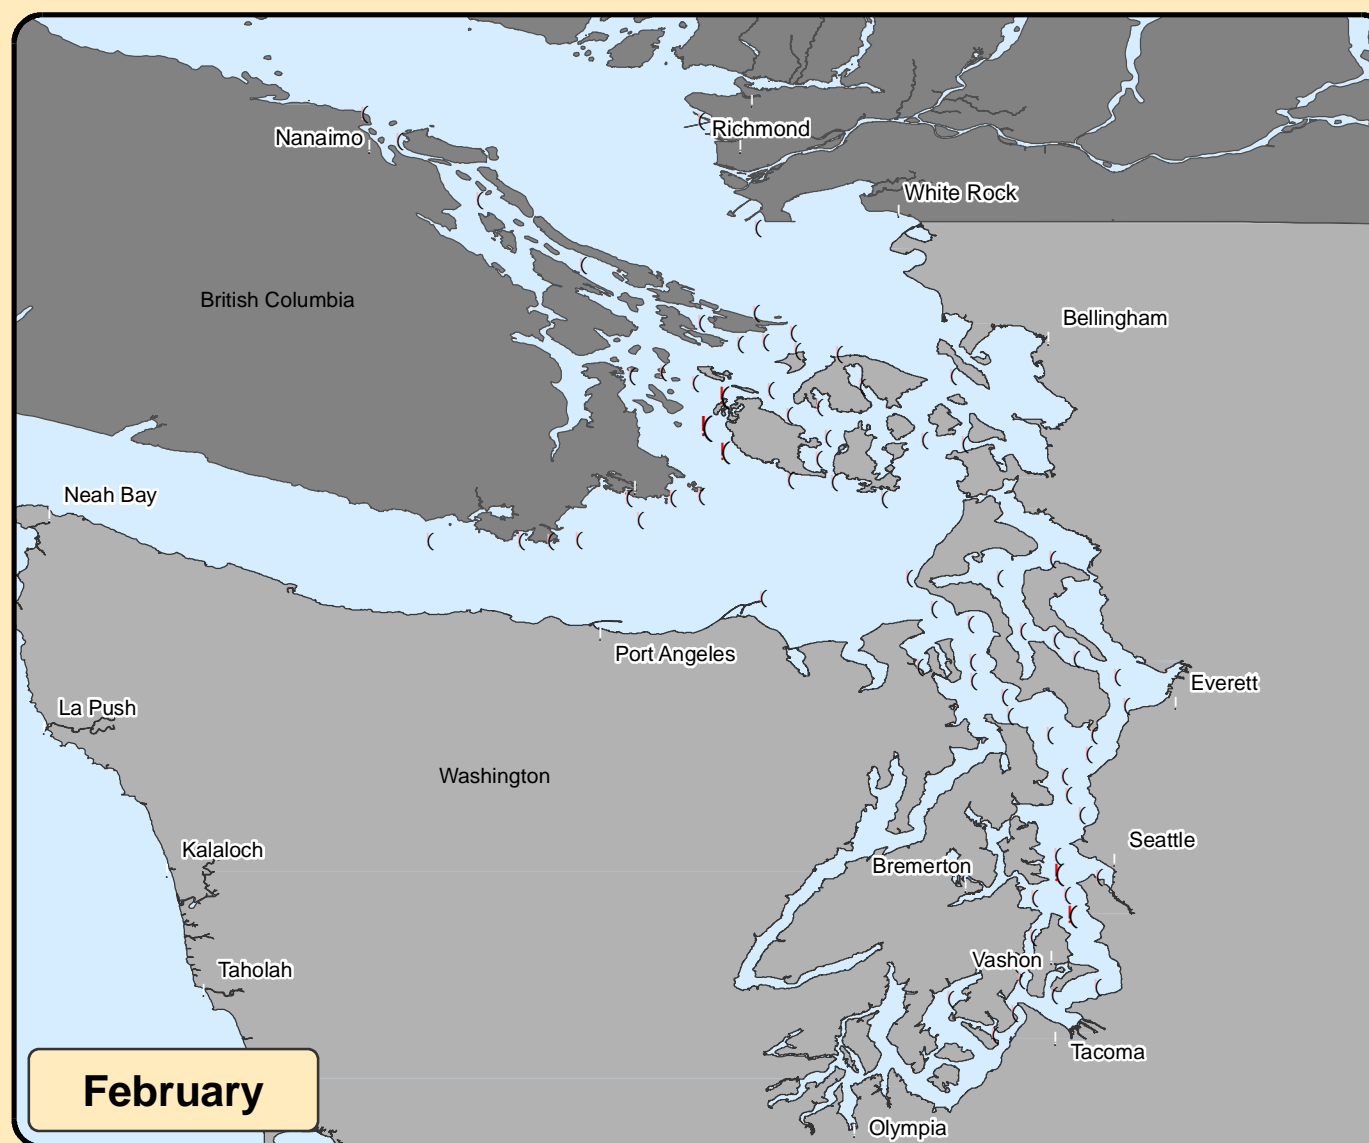 Nanaimo
Richmond
White Rock
British Columbia
Bellingham
Neah Bay
Port Angeles
Everett
La Push
Washington
Seattle
Kalaloch
Bremerton
Vashon
Taholah
Tacoma
February
Olympia